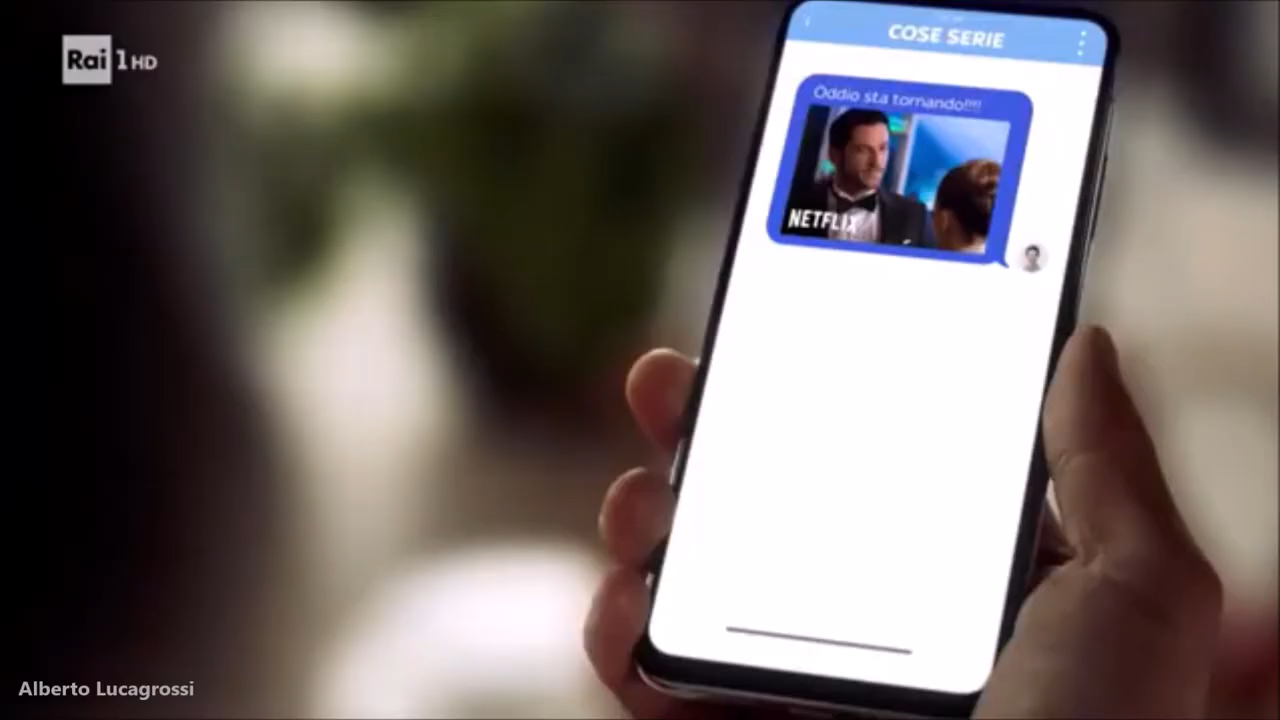 Rai 1 HD
COSE SERIE
Oddio sta tornando!!!!
NETFLIX
Alberto Lucagrossi